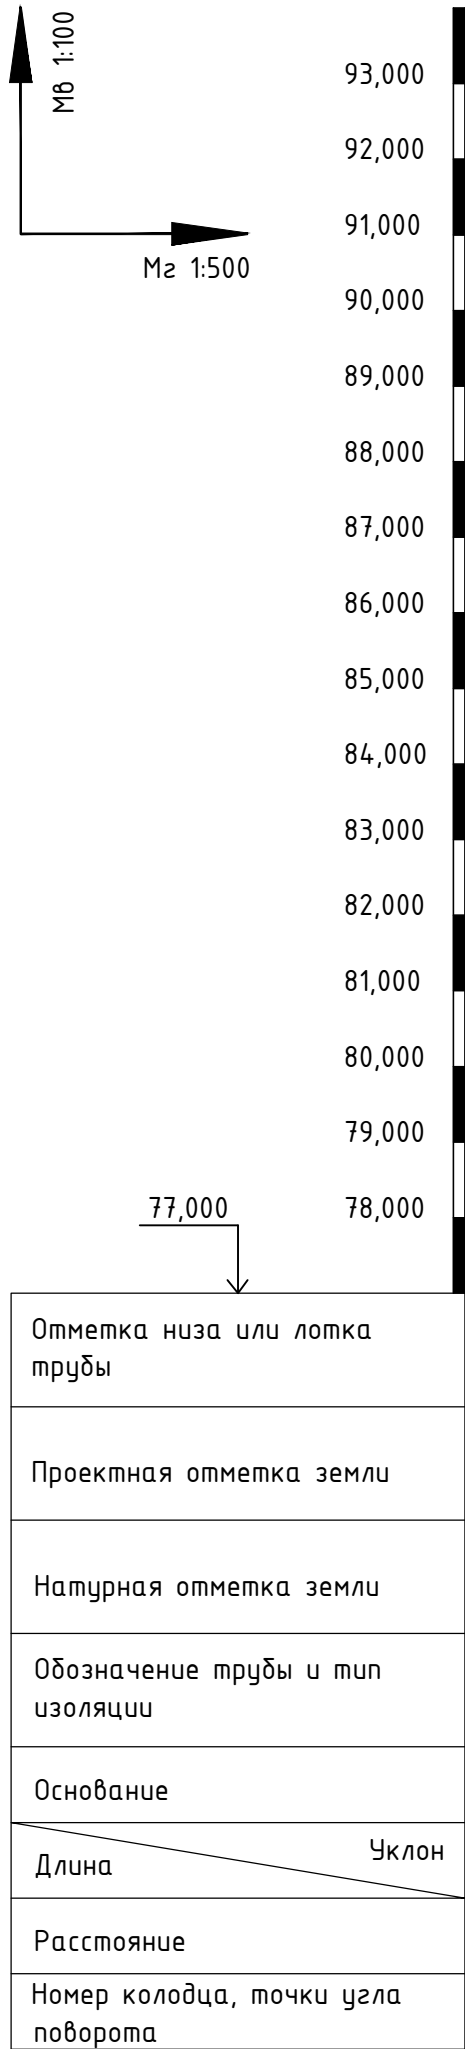 Мв 1:100
Мг 1:500
93,000
92,000
91,000
90,000
89,000
88,000
87,000
86,000
85,000
84,000
83,000
82,000
81,000
80,000
79,000
78,000
77,000
Отметка низа или лотка
трубы
Проектная отметка земли
Натурная отметка земли
Обозначение трубы и тип
изоляции
Основание
Уклон
Длина
Расстояние
Номер колодца, точки угла
поворота